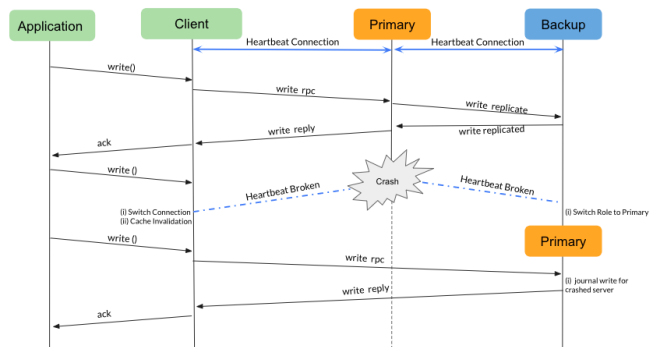 Application
Client
Primary
Backup
Heartbeat Connection
Heartbeat Connection
write()
write rpc
write replicate
write replicated
write reply
ack
write ()
Crash
Heartbeat Broken
Heartbeat Broken
(i) Switch Connection
(ii) Cache Invalidation
(i) Switch Role to Primary
write ()
Primary
write rpc
(i) journal write for
crashed server
write reply
ack